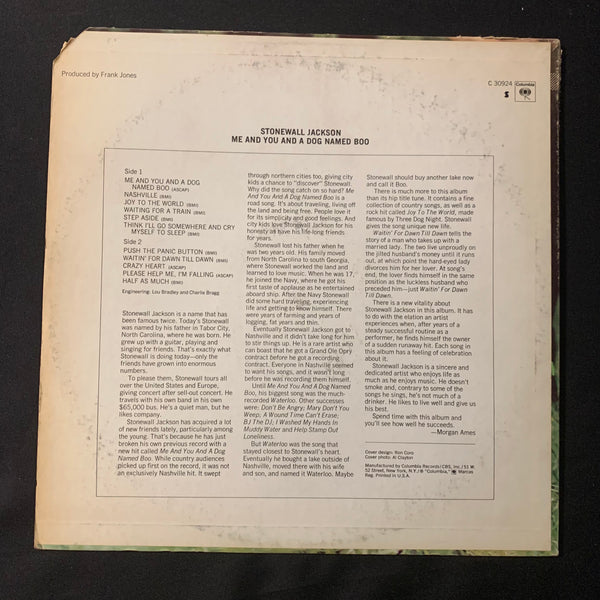 Produced by Frank Jones
C 30924
S
Columbia
STONEWALL JACKSON
ME AND YOU AND A DOG NAMED BOO
Side 1
ME AND YOU AND A DOG
NAMED BOO (ASCAP)
NASHVILLE (BMI)
JOY TO THE WORLD (BMI)
WAITING FOR A TRAIN (BMI)
STEP ASIDE (BMI)
THINK I'LL GO SOMEWHERE AND CRY
MYSELF TO SLEEP (BMI)
Side 2
PUSH THE PANIC BUTTON (BMI)
WAITIN' FOR DAWN TILL DAWN (BMI)
CRAZY HEART (ASCAP)
PLEASE HELP ME, I'M FALLING (ASCAP)
HALF AS MUCH (BMI)
Engineering: Lou Bradley and Charlie Bragg
Stonewall Jackson is a name that has
been famous twice. Today's Stonewall
was named by his father in Tabor City,
North Carolina, where he was born. He
grew up with a guitar, playing and
singing for friends. That's exactly what
Stonewall is doing today—only the
friends have grown into enormous
numbers.
To please them, Stonewall tours all
over the United States and Europe,
giving concert after sell-out concert. He
travels with his own band in his own
$65,000 bus. He's a quiet man, but he
likes company.
Stonewall Jackson has acquired a lot
of new friends lately, particularly among
the young. That's because he has just
broken his own previous record with a
new hit called Me And You And A Dog
Named Boo. While country audiences
picked up first on the record, it was not
an exclusively Nashville hit. It swept
through northern cities too, giving city
kids a chance to "discover" Stonewall.
Why did the song catch on so hard? Me
And You And A Dog Named Boo is a
road song. It's about traveling, living off
the land and being free. People love it
for its simplicity and good feelings. And
city kids love Stonewall Jackson for his
honesty as have his life-long friends
for years.
Stonewall lost his father when he
was two years old. His family moved
from North Carolina to south Georgia,
where Stonewall worked the land and
learned to love music. When he was 17,
he joined the Navy, where he got his
first taste of applause as he entertained
aboard ship. After the Navy Stonewall
did some hard traveling, experiencing
life and getting to know himself. There
were years of farming and years of
logging, fat years and thin.
Eventually Stonewall Jackson got to
Nashville and it didn't take long for him
to stir things up. He is a rare artist who
can boast that he got a Grand Ole Opry
contract before he got a recording
contract. Everyone in Nashville seemed
to want his songs, and it wasn't long
before he was recording them himself.
Until Me And You And A Dog Named
Boo, his biggest song was the much-
recorded Waterloo. Other successes
were: Don't Be Angry; Mary Don't You
Weep; A Wound Time Can't Erase;
BJ The DJ; I Washed My Hands In
Muddy Water and Help Stamp Out
Loneliness.
But Waterloo was the song that
stayed closest to Stonewall's heart.
Eventually he bought a lake outside of
Nashville, moved there with his wife
and son, and named it Waterloo. Maybe
Stonewall should buy another lake now
and call it Boo.
There is much more to this album
than its hip title tune. It contains a fine
collection of country songs, as well as a
rock hit called Joy To The World, made
famous by Three Dog Night. Stonewall
gives the song unique new life.
Waitin' For Dawn Till Dawn tells the
story of a man who takes up with a
married lady. The two live unproudly on
the jilted husband's money until it runs
out, at which point the hard-eyed lady
divorces him for her lover. At song's
end, the lover finds himself in the same
position as the luckless husband who
preceded him—just Waitin' For Dawn
Till Dawn.
There is a new vitality about
Stonewall Jackson in this album. It has
to do with the elation an artist
experiences when, after years of a
steady successful routine as a
performer, he finds himself the owner
of a sudden runaway hit. Each song in
this album has a feeling of celebration
about it.
Stonewall Jackson is a sincere and
dedicated artist who enjoys life as
much as he enjoys music. He doesn't
smoke and, contrary to some of the
songs he sings, he's not much of a
drinker. He likes to live well and give us
his best.
Spend time with this album and
you'll see how well he succeeds.
—Morgan Ames
Cover design: Ron Coro
Cover photo: Al Clayton
Manufactured by Columbia Records/CBS, Inc./51 W.
52 Street, New York, N.Y./® "Columbia," Marcas
Reg. Printed in U.S.A.